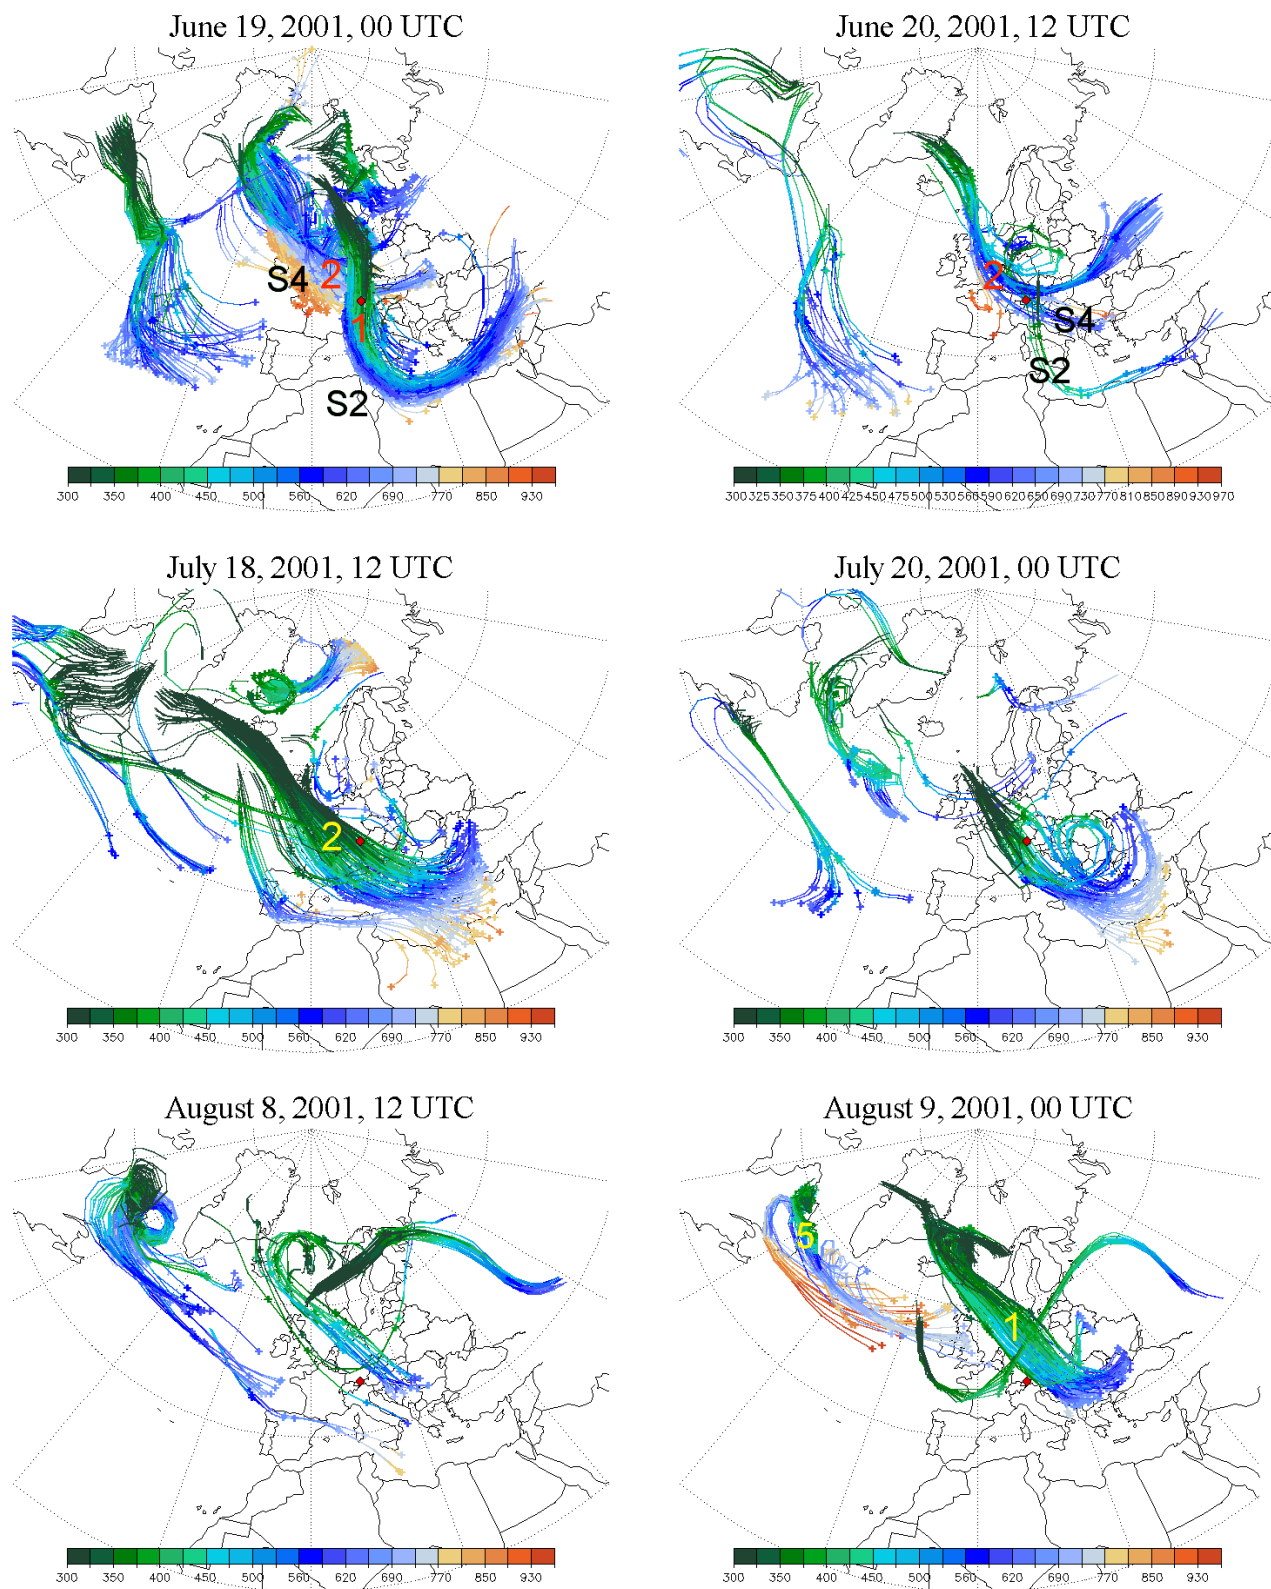 June 19, 2001, 00 UTC
June 20, 2001, 12 UTC
S4 2
1
S2
2
S4
S2
300 350 400 450 500 560 620 690 770 850 930
300 325 350 375 400 425 450 475 500 530 560 590 620 650 690 730 770 810 850 890 930 970
July 18, 2001, 12 UTC
July 20, 2001, 00 UTC
2
300 350 400 450 500 560 620 690 770 850 930
300 350 400 450 500 560 620 690 770 850 930
August 8, 2001, 12 UTC
August 9, 2001, 00 UTC
5
1
300 350 400 450 500 560 620 690 770 850 930
300 350 400 450 500 560 620 690 770 850 930